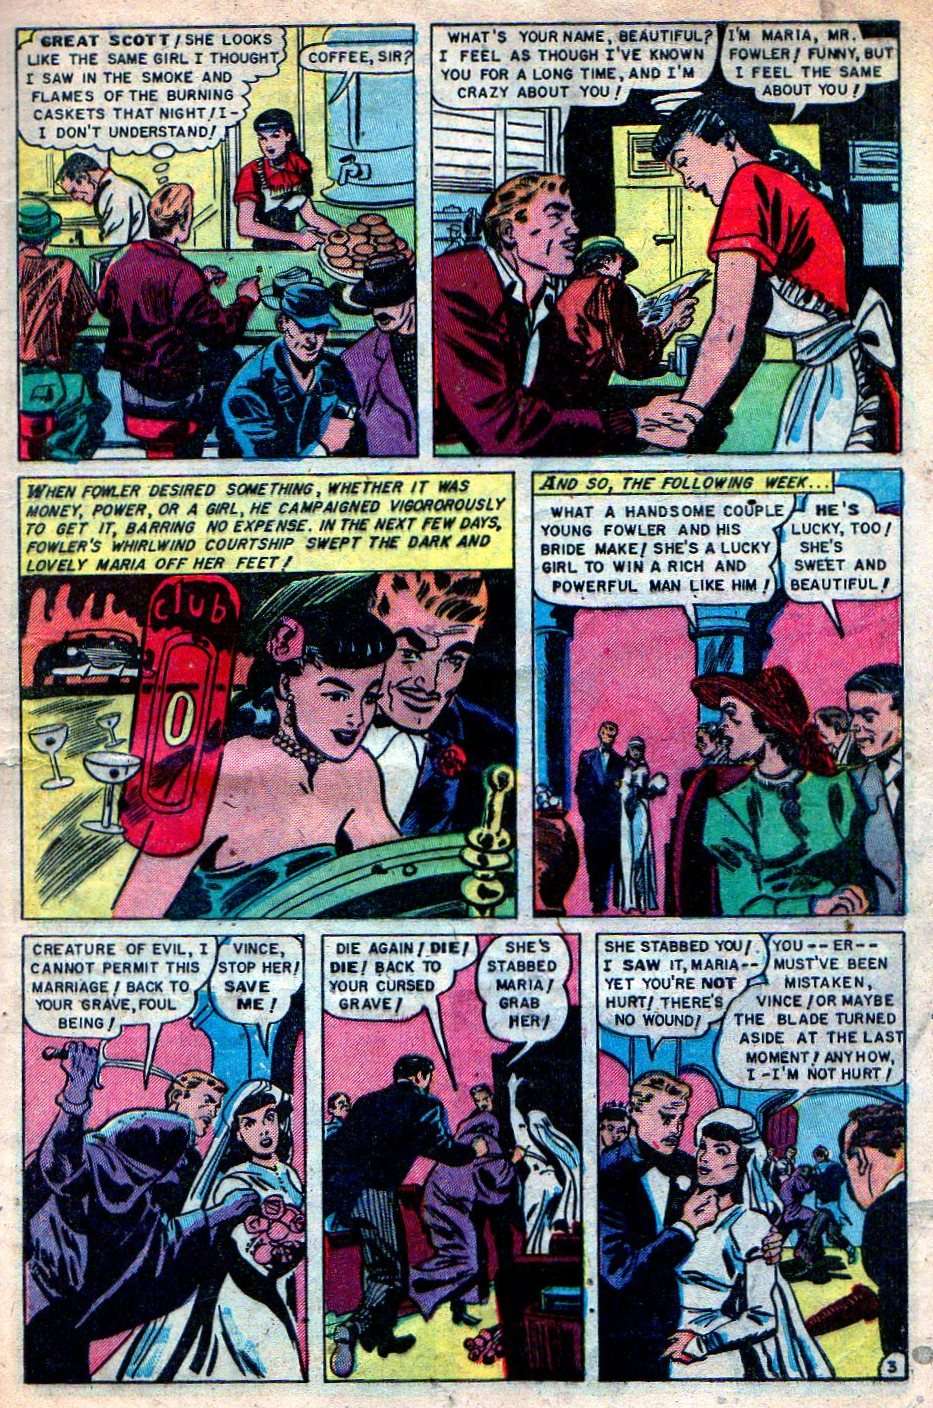 GREAT SCOTT! SHE LOOKS
LIKE THE SAME GIRL I THOUGHT
I SAW IN THE SMOKE AND
FLAMES OF THE BURNING
CASKETS THAT NIGHT! I-
I DON'T UNDERSTAND!
COFFEE, SIR?
WHAT'S YOUR NAME, BEAUTIFUL?
I FEEL AS THOUGH I'VE KNOWN
YOU FOR A LONG TIME, AND I'M
CRAZY ABOUT YOU!
I'M MARIA, MR.
FOWLER! FUNNY, BUT
I FEEL THE SAME
ABOUT YOU!
WHEN FOWLER DESIRED SOMETHING, WHETHER IT WAS
MONEY, POWER, OR A GIRL, HE CAMPAIGNED VIGOROROUSLY
TO GET IT, BARRING NO EXPENSE. IN THE NEXT FEW DAYS,
FOWLER'S WHIRLWIND COURTSHIP SWEPT THE DARK AND
LOVELY MARIA OFF HER FEET!
club
0
AND SO, THE FOLLOWING WEEK...
WHAT A HANDSOME COUPLE
YOUNG FOWLER AND HIS
BRIDE MAKE! SHE'S A LUCKY
GIRL TO WIN A RICH AND
POWERFUL MAN LIKE HIM!
HE'S
LUCKY, TOO!
SHE'S
SWEET AND
BEAUTIFUL!
CREATURE OF EVIL, I
CANNOT PERMIT THIS
MARRIAGE! BACK TO
YOUR GRAVE, FOUL
BEING!
VINCE,
STOP HER!
SAVE
ME!
DIE AGAIN! DIE!
DIE! BACK TO
YOUR CURSED
GRAVE!
SHE'S
STABBED
MARIA!
GRAB
HER!
SHE STABBED YOU!
I SAW IT, MARIA--
YET YOU'RE NOT
HURT! THERE'S
NO WOUND!
YOU -- ER--
MUST'VE BEEN
MISTAKEN,
VINCE! OR MAYBE
THE BLADE TURNED
ASIDE AT THE LAST
MOMENT! ANYHOW,
I-I'M NOT HURT!
3